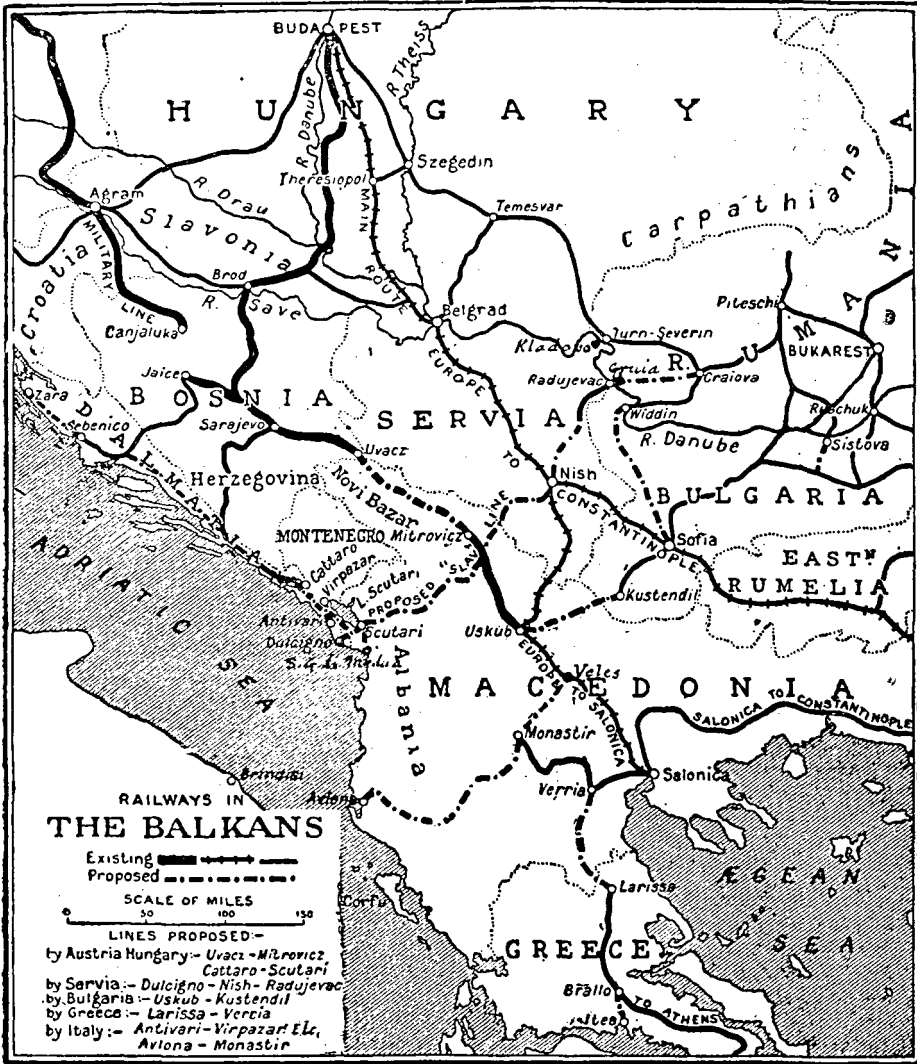 BUDAPEST
R. Theiss
HUNGARY
R. Danube
Szegedin
Theresiopol
MAIN ROUTE
Agram
R. Drau
Slavonia
Temesvar
Carpathians
MILITARY LINE
Croatia
Brod
R. Save
Belgrad
Banjaluka
Piteschi
RUMANIA
Kladovo
Turn-Severin
BUKAREST
Gruia
Radujevac
Craiova
Jaice
BOSNIA
EUROPE TO CONSTANTINPLE
SERVIA
Zara
Sebenico
DALMATIA
Sarajevo
Widdin
Ruschuk
R. Danube
Sistova
Uvacz
Herzegovina
Novi Bazar
Nish
BULGARIA
MONTENEGRO
Mitrovicz
PROPOSED "SLAV" LINE
Sofia
EASTN.
RUMELIA
ADRIATIC SEA
Cattaro
Virpazar
L. Scutari
Kustendil
Antivari
Scutari
Dulcigno
Uskub
Albania
EUROPE TO SALONICA
Veles
MACEDONIA
SALONICA TO CONSTANTINOPLE
Monastir
Salonica
Brindisi
Avlona
Verria
RAILWAYS IN
THE BALKANS
Existing
Proposed
SCALE OF MILES
0 50 100 150
Corfu
Larissa
ÆGEAN
SEA
GREECE
Brallo
TO ATHENS
Itea
LINES PROPOSED:-
by Austria Hungary:- Uvacz - Mitrovicz,
Cattaro - Scutari
by Servia:- Dulcigno - Nish - Radujevac
by Bulgaria:- Uskub - Kustendil
by Greece:- Larissa - Verria
by Italy:- Antivari - Virpazar Etc,
Avlona - Monastir